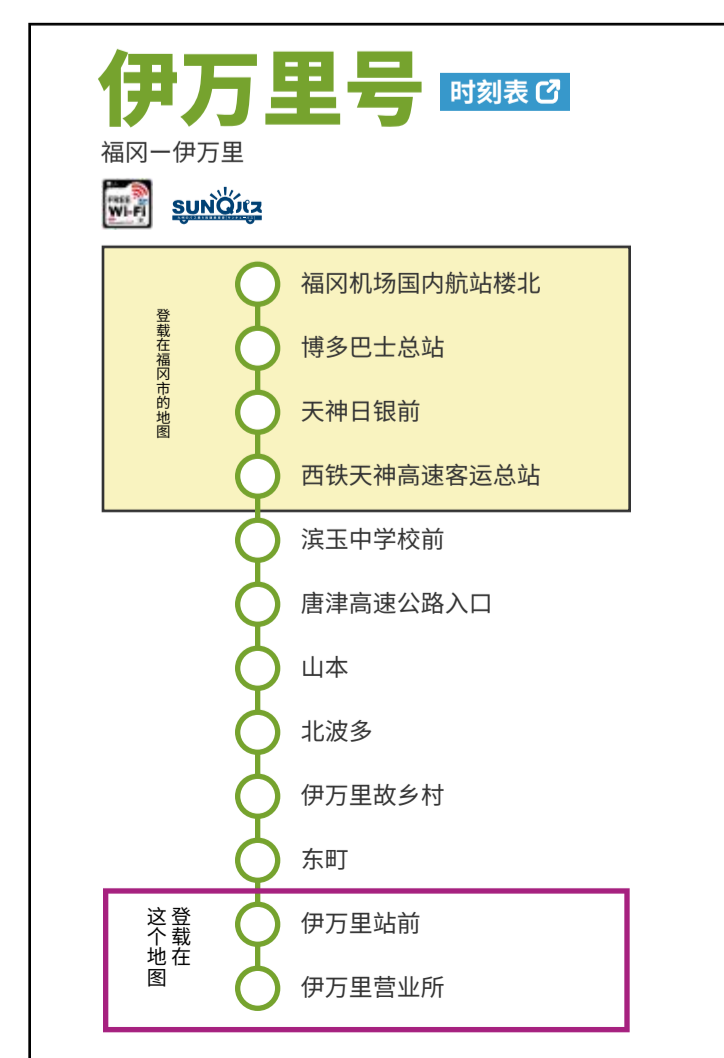 伊万里号
时刻表
福冈一伊万里
FREE
Wi-Fi
SUNQパス
登载在福冈市的地图
福冈机场国内航站楼北
博多巴士总站
天神日银前
西铁天神高速客运总站
滨玉中学校前
唐津高速公路入口
山本
北波多
伊万里故乡村
东町
登载在
这个地图
伊万里站前
伊万里营业所